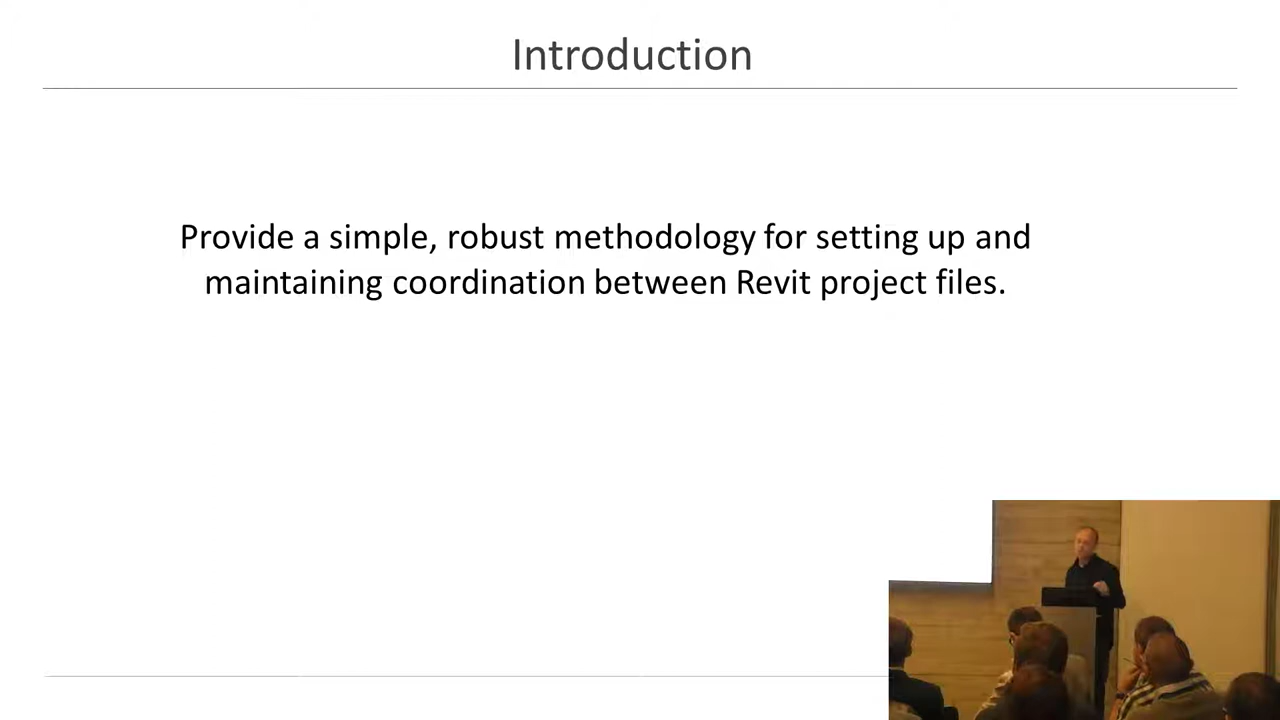 Introduction
Provide a simple, robust methodology for setting up and
maintaining coordination between Revit project files.